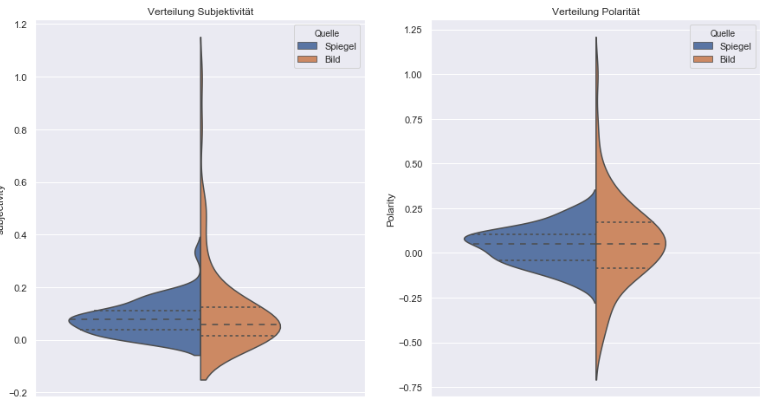 Verteilung Subjektivität
1.2
1.0
0.8
0.6
0.4
0.2
0.0
−0.2
Quelle
Spiegel
Bild
Verteilung Polarität
Polarity
1.25
1.00
0.75
0.50
0.25
0.00
−0.25
−0.50
−0.75
Quelle
Spiegel
Bild